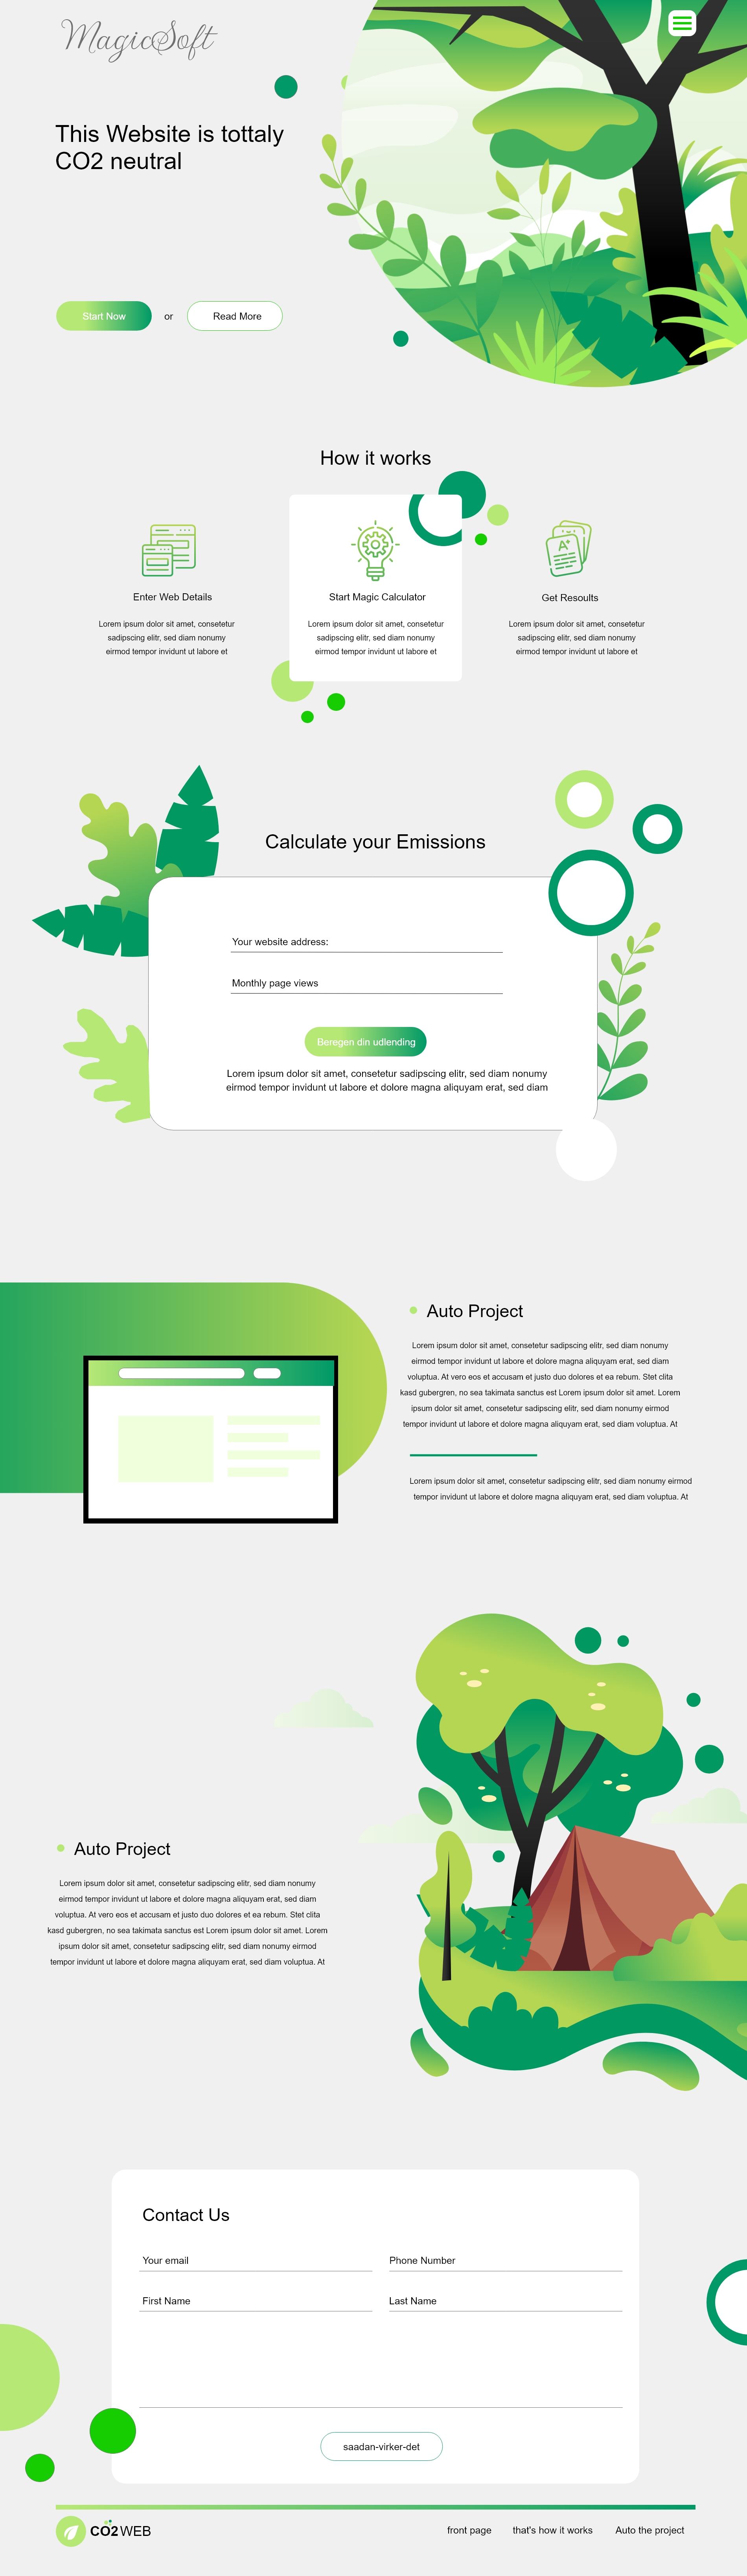 MagicSoft
This Website is tottaly
CO2 neutral
Start Now
or
Read More
How it works
Enter Web Details
Lorem ipsum dolor sit amet, consetetur
sadipscing elitr, sed diam nonumy
eirmod tempor invidunt ut labore et
Start Magic Calculator
Lorem ipsum dolor sit amet, consetetur
sadipscing elitr, sed diam nonumy
eirmod tempor invidunt ut labore et
A+
Get Resoults
Lorem ipsum dolor sit amet, consetetur
sadipscing elitr, sed diam nonumy
eirmod tempor invidunt ut labore et
Calculate your Emissions
Your website address:
Monthly page views
Beregen din udlending
Lorem ipsum dolor sit amet, consetetur sadipscing elitr, sed diam nonumy
eirmod tempor invidunt ut labore et dolore magna aliquyam erat, sed diam
Auto Project
Lorem ipsum dolor sit amet, consetetur sadipscing elitr, sed diam nonumy
eirmod tempor invidunt ut labore et dolore magna aliquyam erat, sed diam
voluptua. At vero eos et accusam et justo duo dolores et ea rebum. Stet clita
kasd gubergren, no sea takimata sanctus est Lorem ipsum dolor sit amet. Lorem
ipsum dolor sit amet, consetetur sadipscing elitr, sed diam nonumy eirmod
tempor invidunt ut labore et dolore magna aliquyam erat, sed diam voluptua. At
Lorem ipsum dolor sit amet, consetetur sadipscing elitr, sed diam nonumy eirmod
tempor invidunt ut labore et dolore magna aliquyam erat, sed diam voluptua. At
Auto Project
Lorem ipsum dolor sit amet, consetetur sadipscing elitr, sed diam nonumy
eirmod tempor invidunt ut labore et dolore magna aliquyam erat, sed diam
voluptua. At vero eos et accusam et justo duo dolores et ea rebum. Stet clita
kasd gubergren, no sea takimata sanctus est Lorem ipsum dolor sit amet. Lorem
ipsum dolor sit amet, consetetur sadipscing elitr, sed diam nonumy eirmod
tempor invidunt ut labore et dolore magna aliquyam erat, sed diam voluptua. At
Contact Us
Your email
Phone Number
First Name
Last Name
saadan-virker-det
CO2 WEB
front page
that's how it works
Auto the project